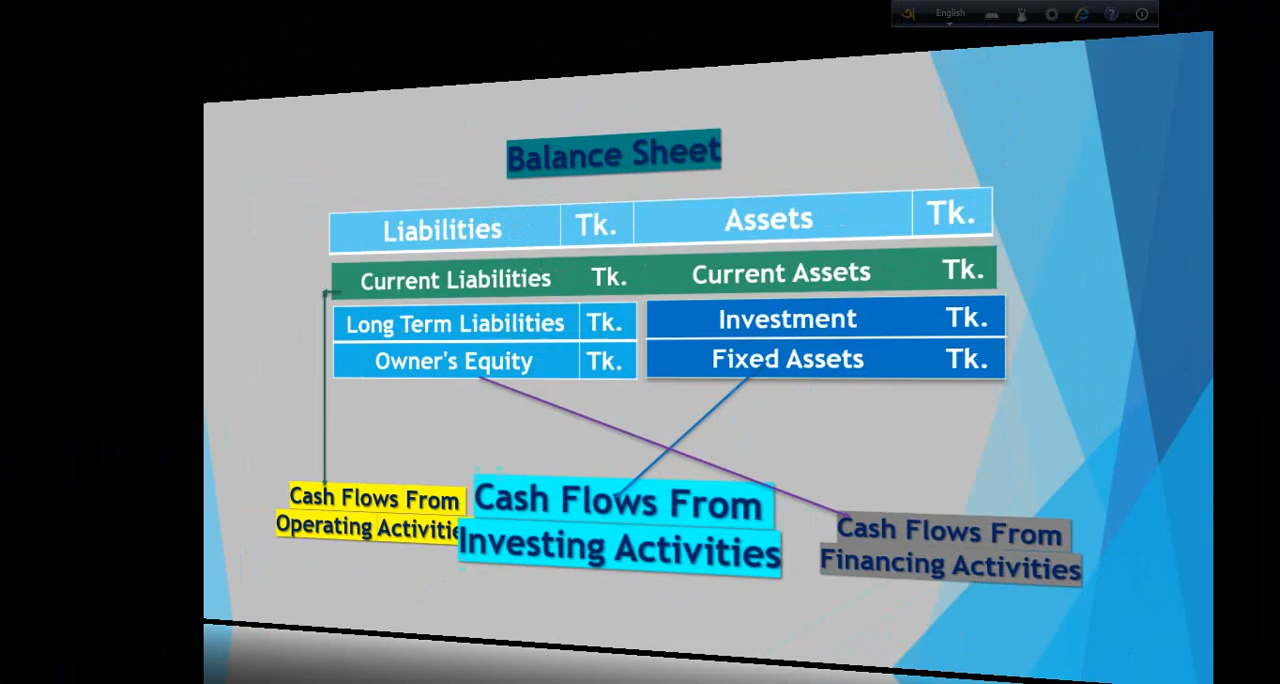 অ English
Balance Sheet
Liabilities Tk. Assets Tk.
Current Liabilities Tk. Current Assets Tk.
Long Term Liabilities Tk. Investment Tk.
Owner's Equity Tk. Fixed Assets Tk.
Cash Flows From
Operating Activitie
Cash Flows From
Investing Activities
Cash Flows From
Financing Activities